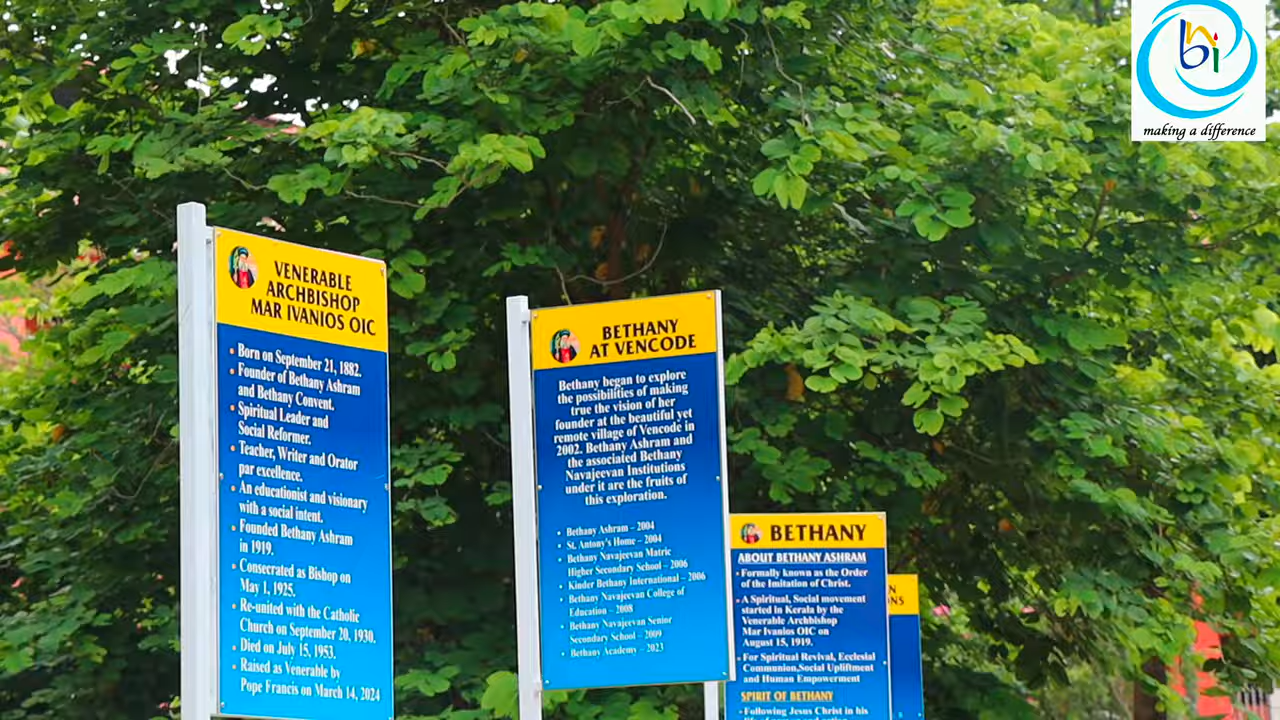 making a difference
VENERABLE
ARCHBISHOP
MAR IVANIOS OIC
• Born on September 21, 1882.
• Founder of Bethany Ashram
and Bethany Convent.
• Spiritual Leader and
Social Reformer.
• Teacher, Writer and Orator
par excellence.
• An educationist and visionary
with a social intent.
• Founded Bethany Ashram
in 1919.
• Consecrated as Bishop on
May 1, 1925.
• Re-united with the Catholic
Church on September 20, 1930.
• Died on July 15, 1953.
• Raised as Venerable by
Pope Francis on March 14, 2024
BETHANY
AT VENCODE
Bethany began to explore
the possibilities of making
true the vision of her
founder at the beautiful yet
remote village of Vencode in
2002. Bethany Ashram and
the associated Bethany
Navajeevan Institutions
under it are the fruits of
this exploration.
• Bethany Ashram – 2004
• St. Antony's Home – 2004
• Bethany Navajeevan Matric
Higher Secondary School – 2006
• Kinder Bethany International – 2006
• Bethany Navajeevan College of
Education – 2008
• Bethany Navajeevan Senior
Secondary School – 2009
• Bethany Academy – 2023
BETHANY
ABOUT BETHANY ASHRAM
• Formally known as the Order
of the Imitation of Christ.
• A Spiritual, Social movement
started in Kerala by the
Venerable Archbishop
Mar Ivanios OIC on
August 15, 1919.
• For Spiritual Revival, Ecclesial
Communion,Social Upliftment
and Human Empowerment
SPIRIT OF BETHANY
• Following Jesus Christ in his